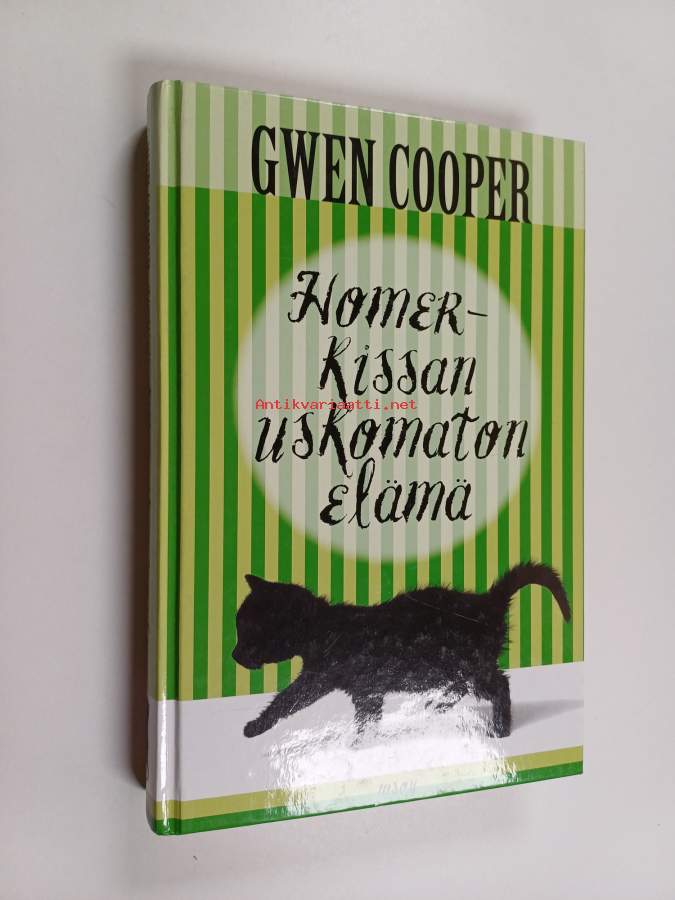 GWEN COOPER
Homer-
kissan
Antikvariaatti.net
uskomaton
elämä